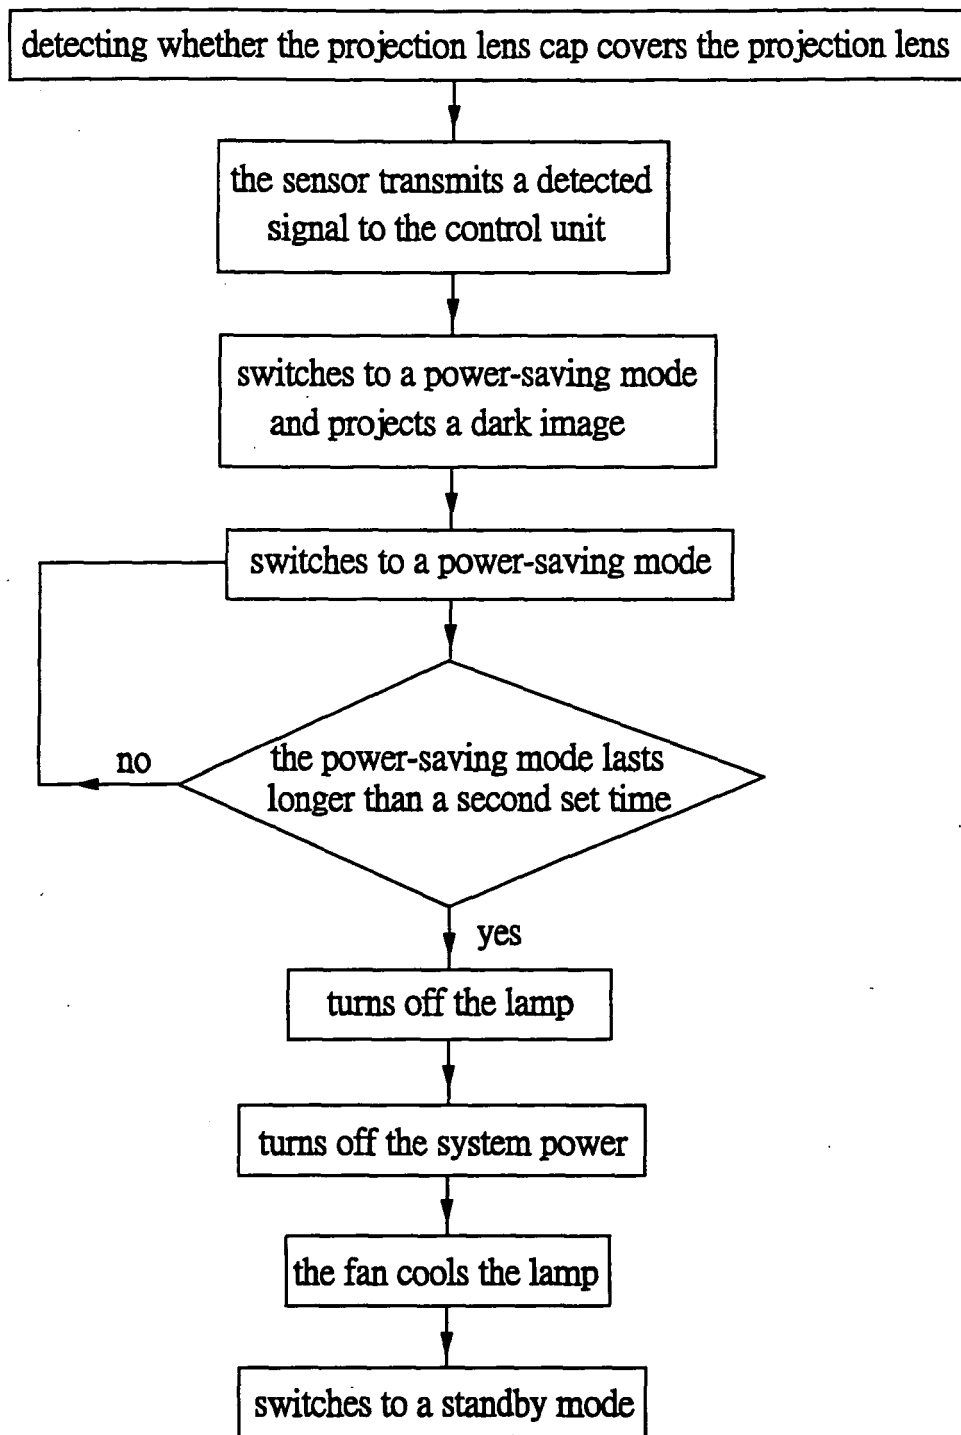 detecting whether the projection lens cap covers the projection lens
the sensor transmits a detected
signal to the control unit
switches to a power-saving mode
and projects a dark image
switches to a power-saving mode
the power-saving mode lasts
longer than a second set time
no
yes
turns off the lamp
turns off the system power
the fan cools the lamp
switches to a standby mode